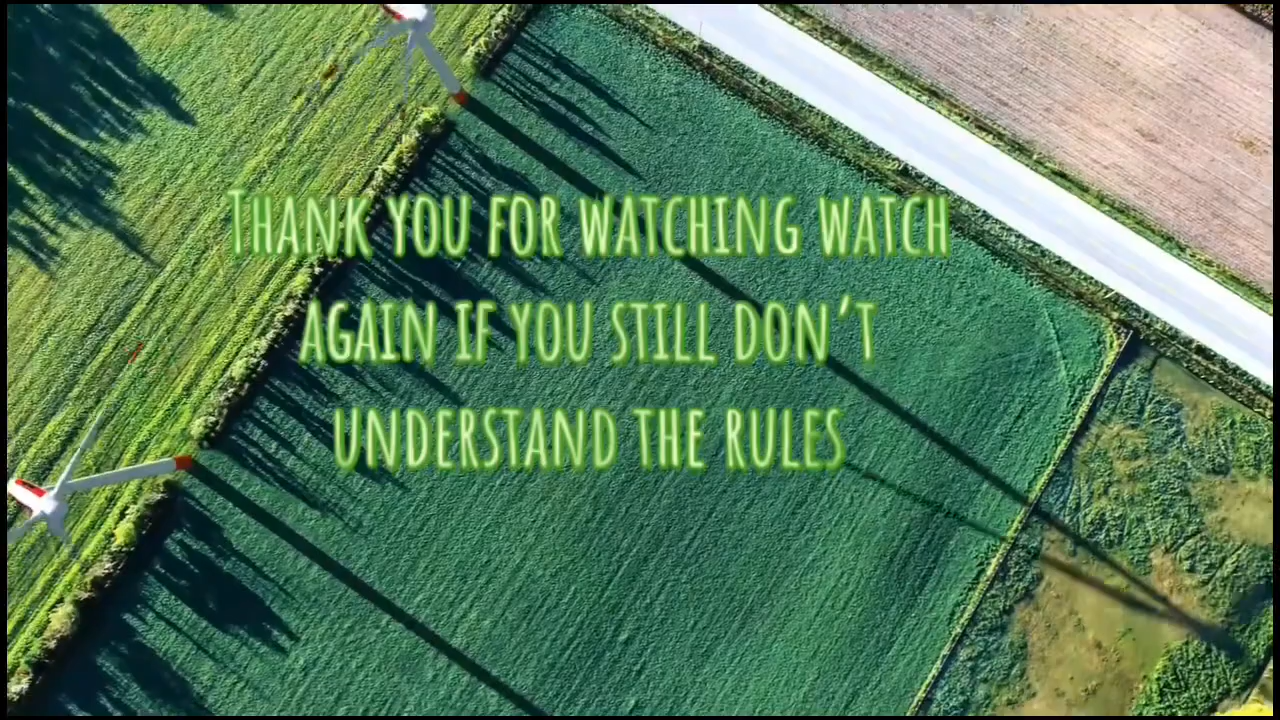 Thank you for watching watch
again if you still don't
understand the rules